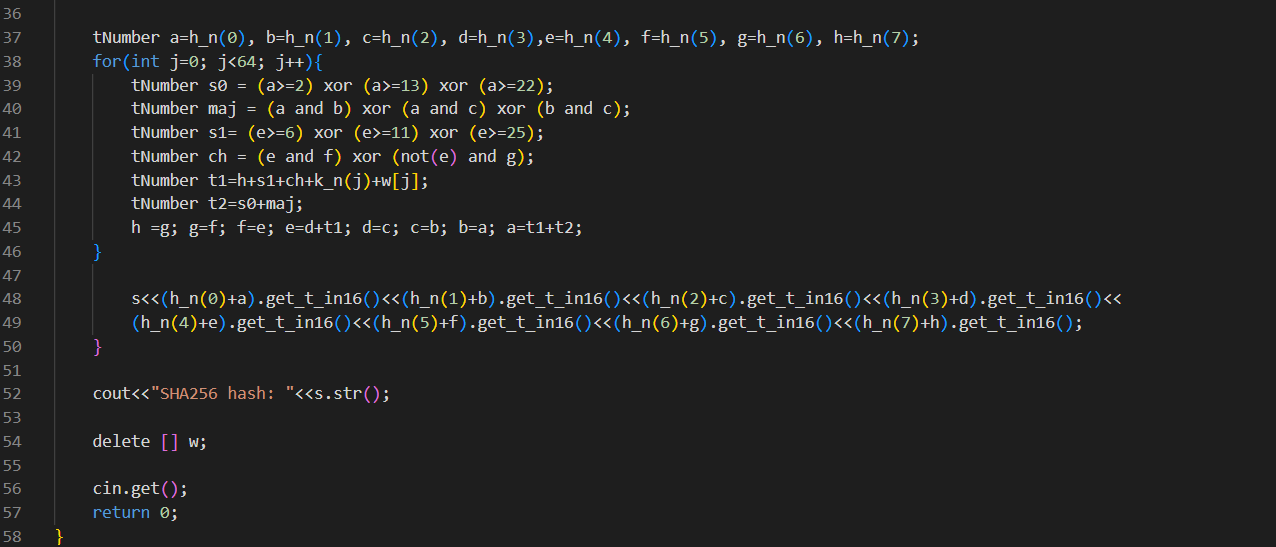 36
37 tNumber a=h_n(0), b=h_n(1), c=h_n(2), d=h_n(3),e=h_n(4), f=h_n(5), g=h_n(6), h=h_n(7);
38 for(int j=0; j<64; j++){
39 tNumber s0 = (a>=2) xor (a>=13) xor (a>=22);
40 tNumber maj = (a and b) xor (a and c) xor (b and c);
41 tNumber s1= (e>=6) xor (e>=11) xor (e>=25);
42 tNumber ch = (e and f) xor (not(e) and g);
43 tNumber t1=h+s1+ch+k_n(j)+w[j];
44 tNumber t2=s0+maj;
45 h =g; g=f; f=e; e=d+t1; d=c; c=b; b=a; a=t1+t2;
46 }
47
48 s<<(h_n(0)+a).get_t_in16()<<(h_n(1)+b).get_t_in16()<<(h_n(2)+c).get_t_in16()<<(h_n(3)+d).get_t_in16()<<
49 (h_n(4)+e).get_t_in16()<<(h_n(5)+f).get_t_in16()<<(h_n(6)+g).get_t_in16()<<(h_n(7)+h).get_t_in16();
50 }
51
52 cout<<"SHA256 hash: "<<s.str();
53
54 delete [] w;
55
56 cin.get();
57 return 0;
58 }